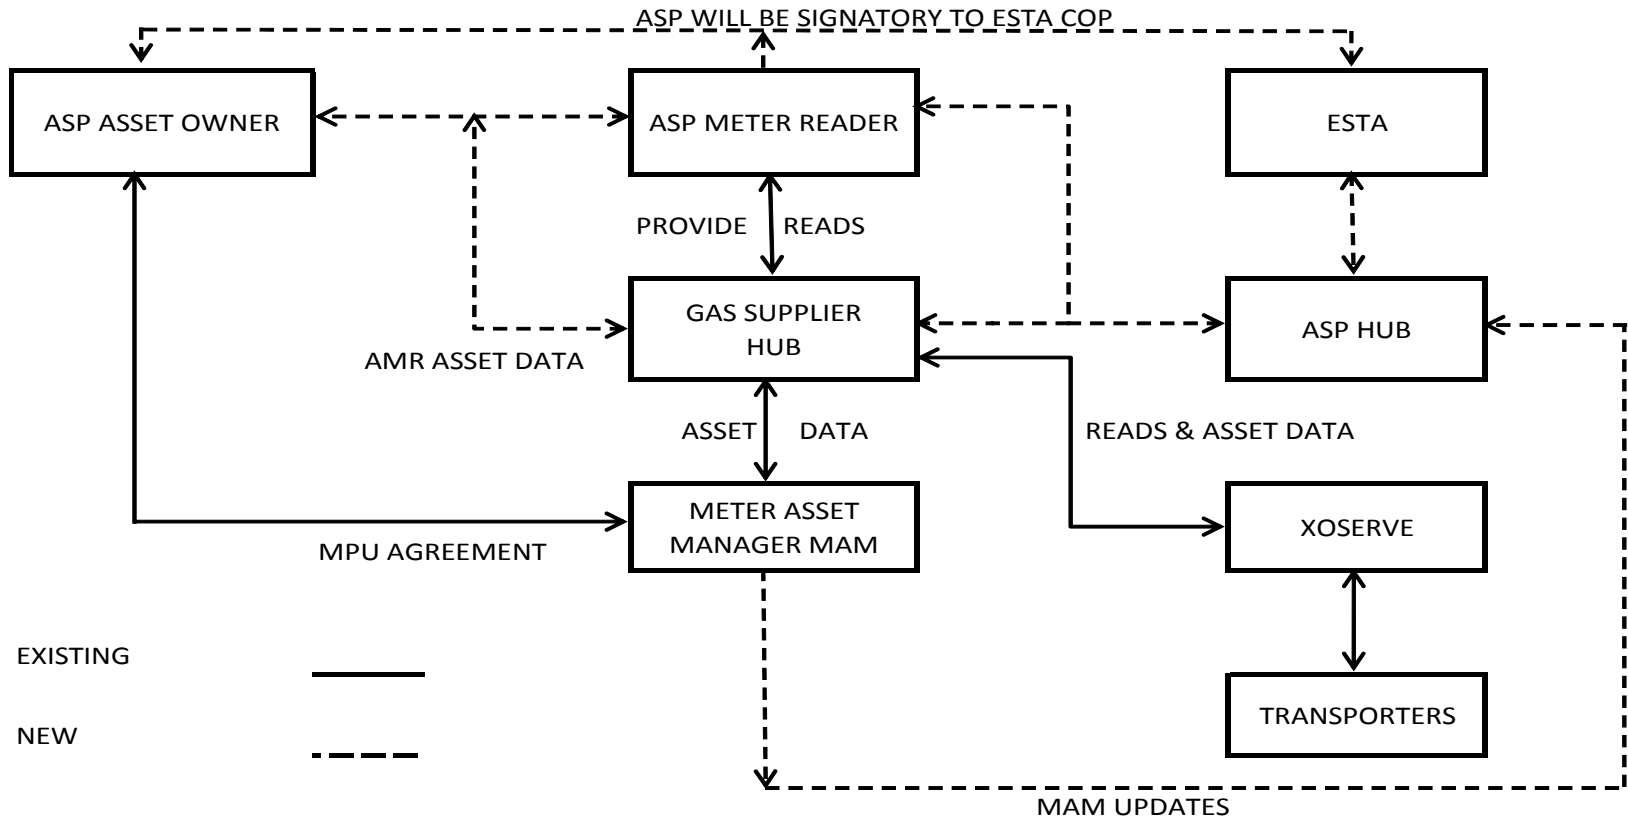 ASP WILL BE SIGNATORY TO ESTA COP
ASP ASSET OWNER
ASP METER READER
ESTA
PROVIDE READS
GAS SUPPLIER
HUB
ASP HUB
AMR ASSET DATA
ASSET DATA
READS & ASSET DATA
METER ASSET
MANAGER MAM
XOSERVE
MPU AGREEMENT
EXISTING
TRANSPORTERS
NEW
MAM UPDATES